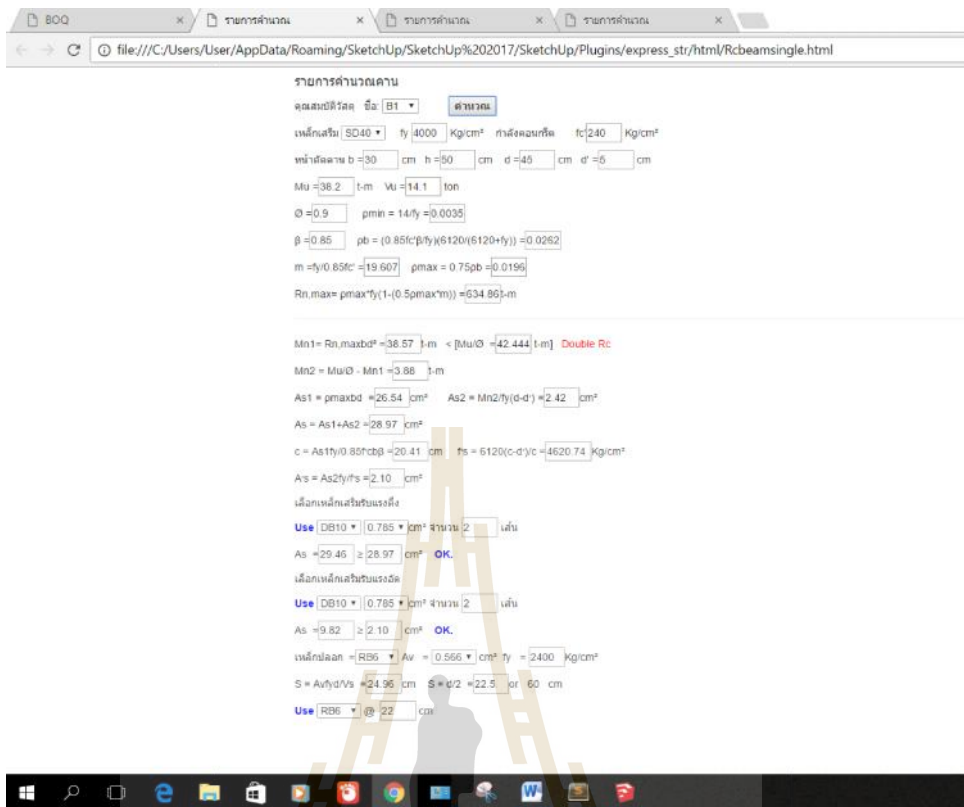 BOQ
รายการคำนวณ
รายการคำนวณ
รายการคำนวณ
file:///C:/Users/User/AppData/Roaming/SketchUp/SketchUp%202017/SketchUp/Plugins/express_str/html/Rcbeamsingle.html
รายการคำนวณคาน
คุณสมบัติวัสดุ ชื่อ: B1 คำนวณ
เหล็กเสริม SD40 fy 4000 Kg/cm² กำลังคอนกรีต fc' 240 Kg/cm²
หน้าตัดคาน b = 30 cm h = 50 cm d = 45 cm d' = 5 cm
Mu = 38.2 t-m Vu = 14.1 ton
Ø = 0.9 ρmin = 14/fy = 0.0035
β = 0.85 ρb = (0.85fc'β/fy)(6120/(6120+fy)) = 0.0262
m =fy/0.85fc' = 19.607 ρmax = 0.75ρb = 0.0196
Rn,max= ρmax*fy(1-(0.5ρmax*m)) = 634.86 t-m
Mn1= Rn,maxbd² = 38.57 t-m < [Mu/Ø = 42.444 t-m] Double Rc
Mn2 = Mu/Ø - Mn1 = 3.88 t-m
As1 = ρmaxbd = 26.54 cm² As2 = Mn2/fy(d-d') = 2.42 cm²
As = As1+As2 = 28.97 cm²
c = As1fy/0.85f'cbβ = 20.41 cm f's = 6120(c-d')/c = 4620.74 Kg/cm²
A's = As2fy/f's = 2.10 cm²
เลือกเหล็กเสริมรับแรงดึง
Use DB10 0.785 cm² จำนวน 2 เส้น
As = 29.46 ≥ 28.97 cm² OK.
เลือกเหล็กเสริมรับแรงอัด
Use DB10 0.785 cm² จำนวน 2 เส้น
As = 9.82 ≥ 2.10 cm² OK.
เหล็กปลอก = RB6 Av = 0.566 cm² fy = 2400 Kg/cm²
S = Avfyd/Vs = 24.96 cm S = d/2 = 22.5 or 60 cm
Use RB6 @ 22 cm